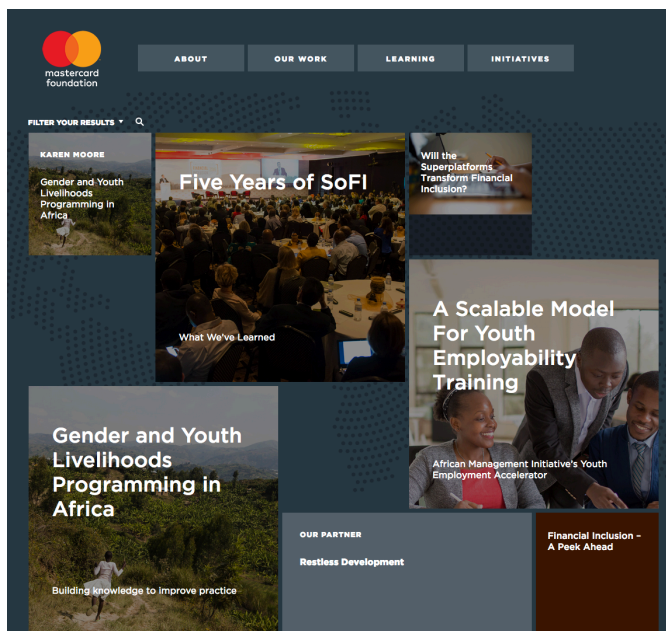 mastercard
foundation
ABOUT
OUR WORK
LEARNING
INITIATIVES
FILTER YOUR RESULTS
KAREN MOORE
Gender and Youth
Livelihoods
Programming in
Africa
Five Years of SoFI
What We've Learned
Will the
Superplatforms
Transform Financial
Inclusion?
A Scalable Model
For Youth
Employability
Training
African Management Initiative's Youth
Employment Accelerator
Gender and Youth
Livelihoods
Programming in
Africa
Building knowledge to improve practice
OUR PARTNER
Restless Development
Financial Inclusion –
A Peek Ahead